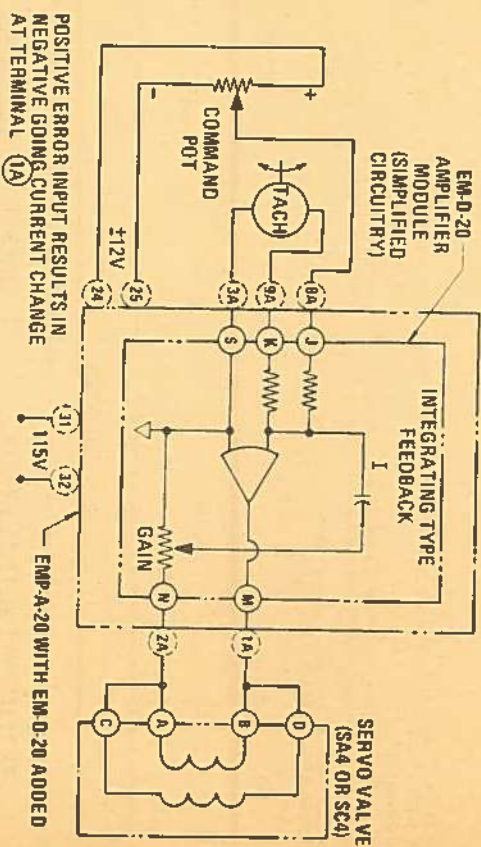 EM-D-20
AMPLIFIER
MODULE
(SIMPLIFIED
CIRCUITRY)
INTEGRATING TYPE
FEEDBACK
I
SERVO VALVE
(SA4 OR SC4)
COMMAND
POT
+
-
TACH
8A
9A
3A
J
K
S
M
N
GAIN
1A
2A
D
B
A
C
±12V
25
24
31
32
115V
POSITIVE ERROR INPUT RESULTS IN
NEGATIVE GOING CURRENT CHANGE
AT TERMINAL 1A
EMP-A-20 WITH EM-D-20 ADDED